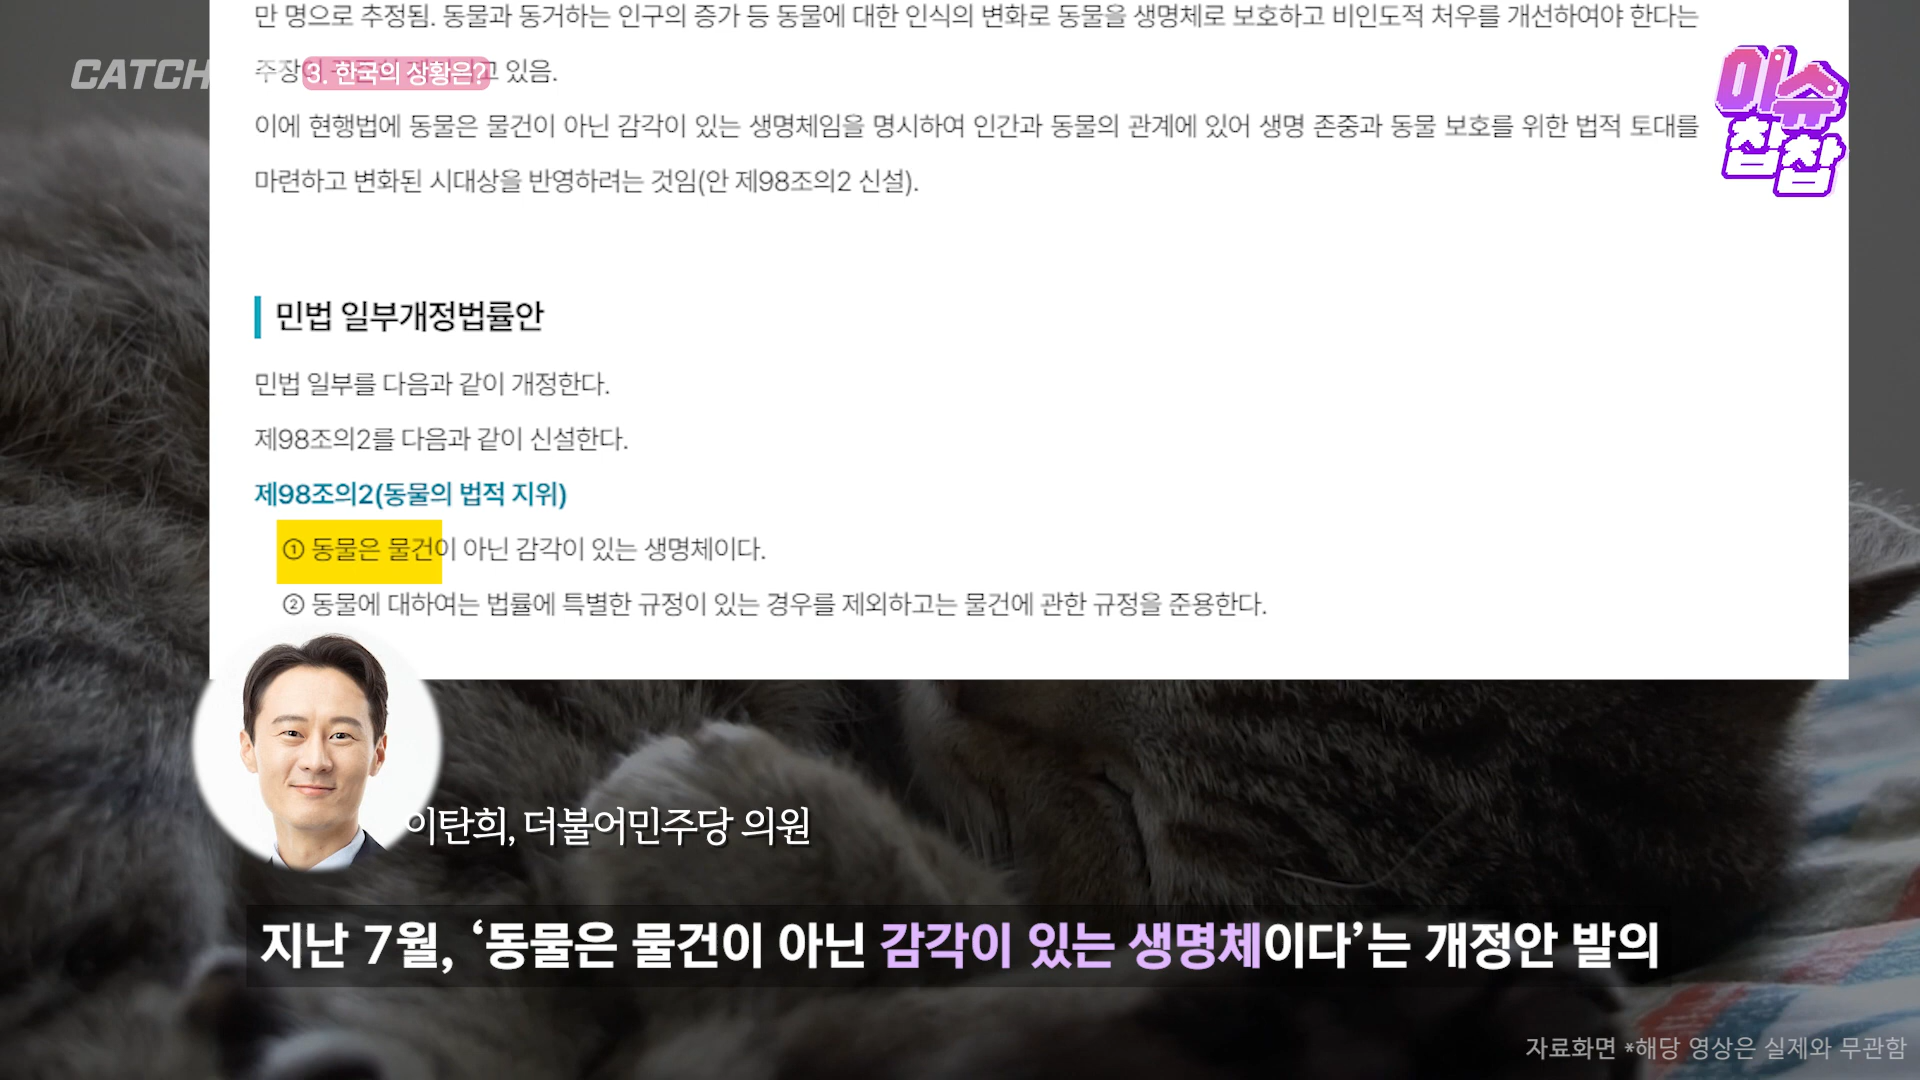 만 명으로 추정됨. 동물과 동거하는 인구의 증가 등 동물에 대한 인식의 변화로 동물을 생명체로 보호하고 비인도적 처우를 개선하여야 한다는
CATCH
주장 3. 한국의 상황은? 고 있음.
이슈
챱챱
이에 현행법에 동물은 물건이 아닌 감각이 있는 생명체임을 명시하여 인간과 동물의 관계에 있어 생명 존중과 동물 보호를 위한 법적 토대를
마련하고 변화된 시대상을 반영하려는 것임(안 제98조의2 신설).
민법 일부개정법률안
민법 일부를 다음과 같이 개정한다.
제98조의2를 다음과 같이 신설한다.
제98조의2(동물의 법적 지위)
① 동물은 물건이 아닌 감각이 있는 생명체이다.
② 동물에 대하여는 법률에 특별한 규정이 있는 경우를 제외하고는 물건에 관한 규정을 준용한다.
이탄희, 더불어민주당 의원
지난 7월, ‘동물은 물건이 아닌 감각이 있는 생명체이다’는 개정안 발의
자료화면 *해당 영상은 실제와 무관함